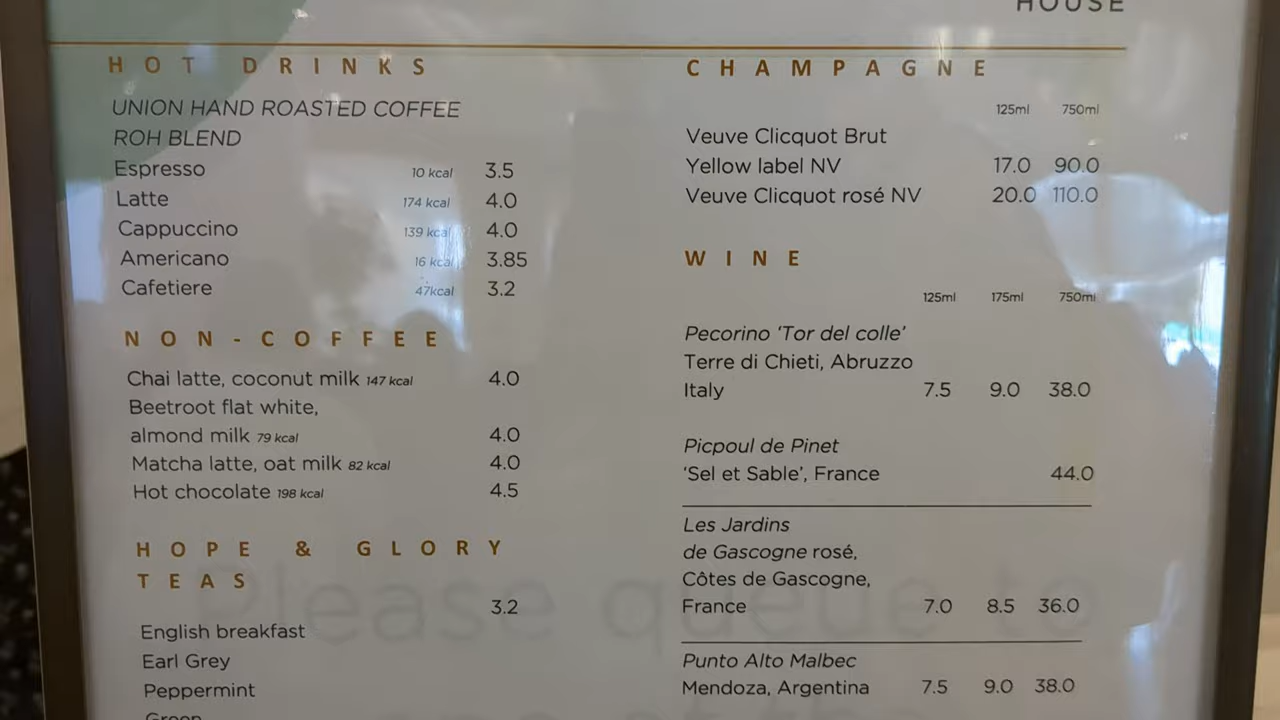 HOUSE
HOT DRINKS
UNION HAND ROASTED COFFEE
ROH BLEND
Espresso 10 kcal 3.5
Latte 174 kcal 4.0
Cappuccino 139 kcal 4.0
Americano 16 kcal 3.85
Cafetiere 47kcal 3.2
NON-COFFEE
Chai latte, coconut milk 147 kcal 4.0
Beetroot flat white,
almond milk 79 kcal 4.0
Matcha latte, oat milk 82 kcal 4.0
Hot chocolate 198 kcal 4.5
HOPE & GLORY
TEAS
3.2
English breakfast
Earl Grey
Peppermint
Green
CHAMPAGNE
125ml 750ml
Veuve Clicquot Brut
Yellow label NV 17.0 90.0
Veuve Clicquot rosé NV 20.0 110.0
WINE
125ml 175ml 750ml
Pecorino ‘Tor del colle’
Terre di Chieti, Abruzzo
Italy 7.5 9.0 38.0
Picpoul de Pinet
‘Sel et Sable’, France 44.0
Les Jardins
de Gascogne rosé,
Côtes de Gascogne,
France 7.0 8.5 36.0
Punto Alto Malbec
Mendoza, Argentina 7.5 9.0 38.0
Please queue to